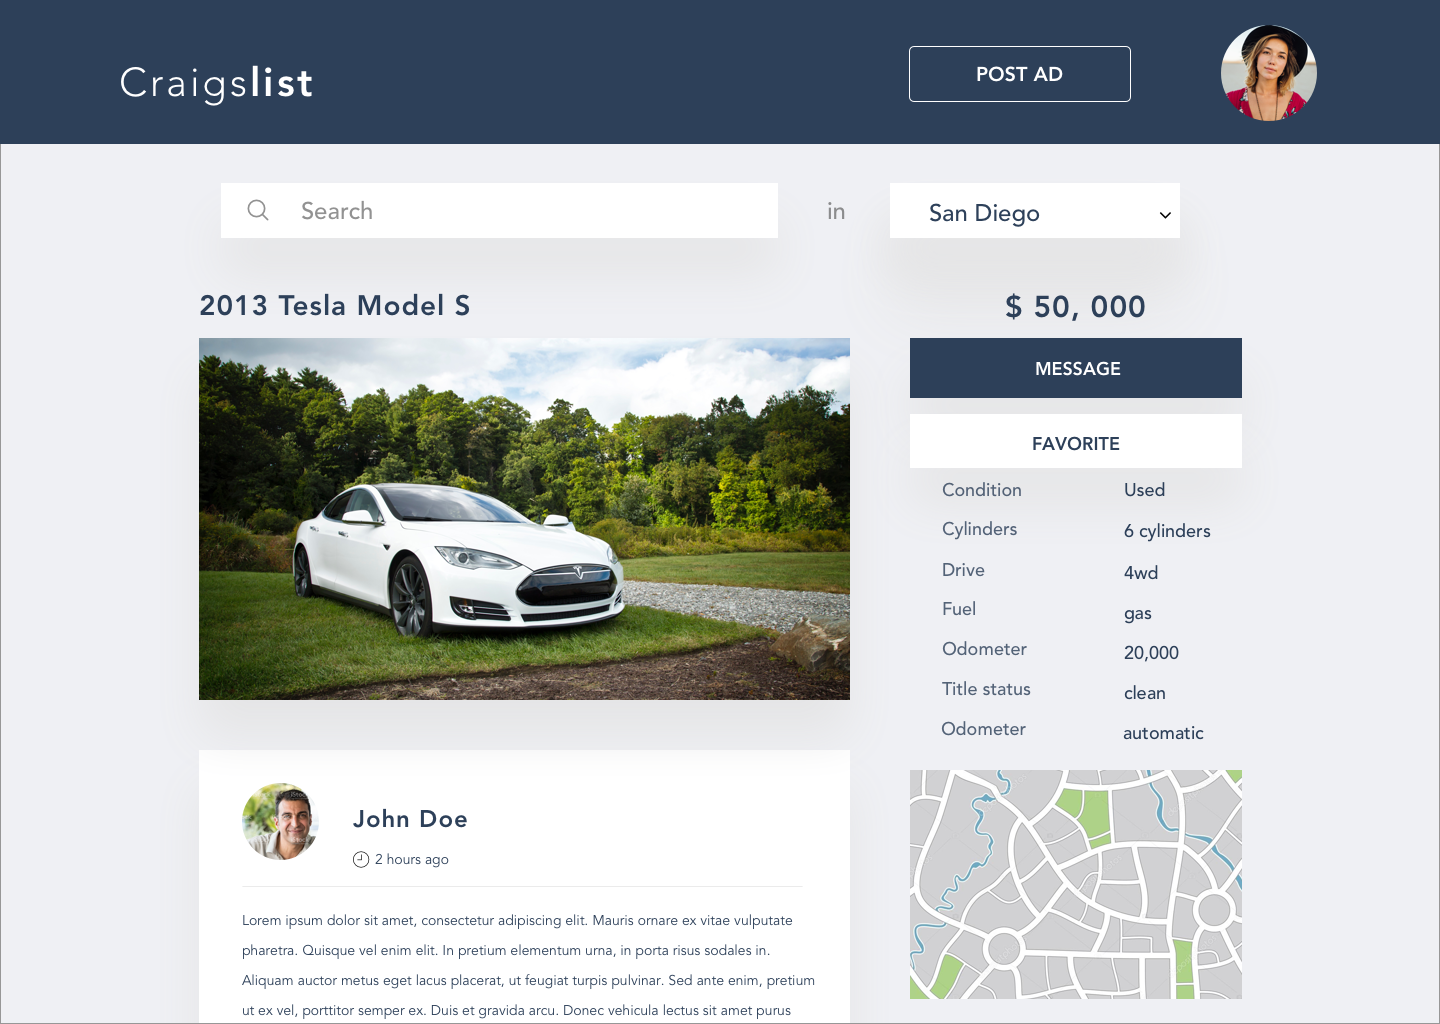 Craigslist
POST AD
Search
in
San Diego
2013 Tesla Model S
$ 50, 000
MESSAGE
FAVORITE
Condition Used
Cylinders 6 cylinders
Drive 4wd
Fuel gas
Odometer 20,000
Title status clean
Odometer automatic
John Doe
2 hours ago
Lorem ipsum dolor sit amet, consectetur adipiscing elit. Mauris ornare ex vitae vulputate
pharetra. Quisque vel enim elit. In pretium elementum urna, in porta risus sodales in.
Aliquam auctor metus eget lacus placerat, ut feugiat turpis pulvinar. Sed ante enim, pretium
ut ex vel, porttitor semper ex. Duis et gravida arcu. Donec vehicula lectus sit amet purus